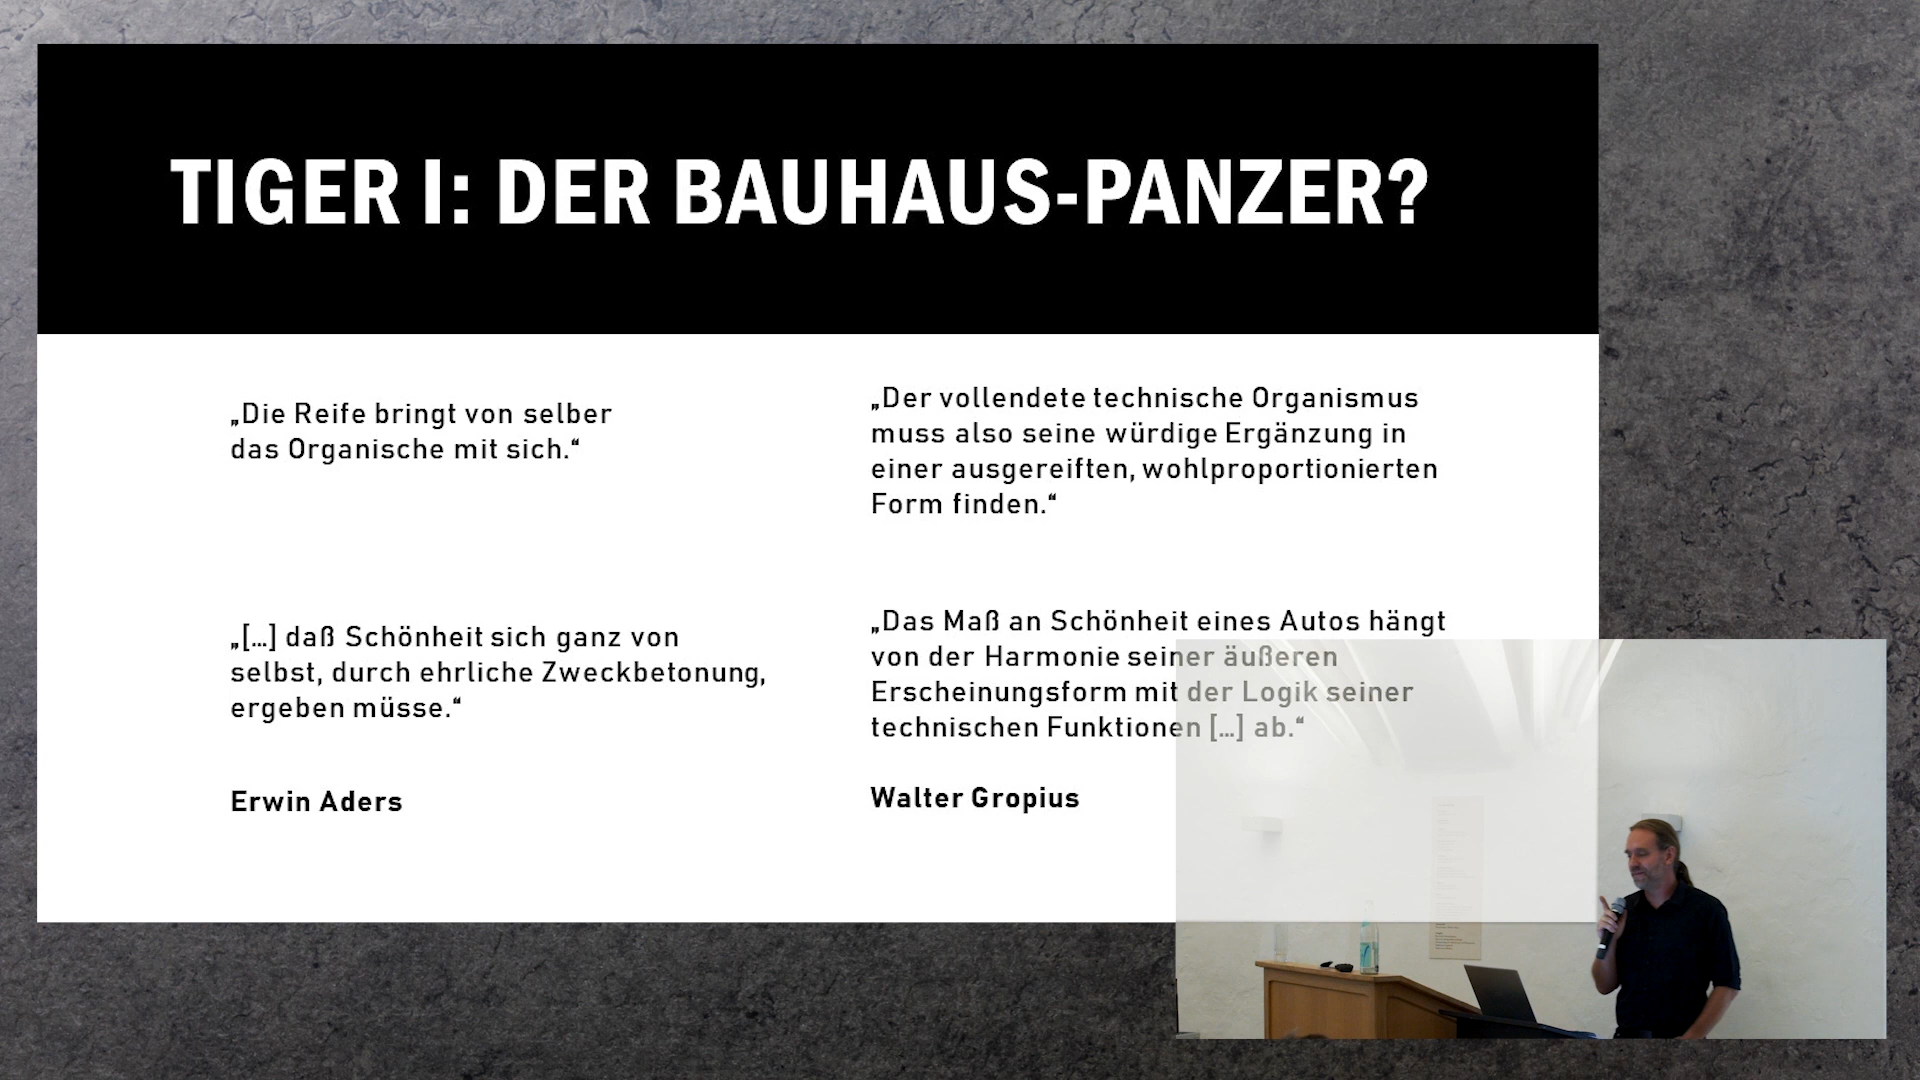 TIGER I: DER BAUHAUS-PANZER?
„Die Reife bringt von selber
das Organische mit sich.“
„[…] daß Schönheit sich ganz von
selbst, durch ehrliche Zweckbetonung,
ergeben müsse.“
Erwin Aders
„Der vollendete technische Organismus
muss also seine würdige Ergänzung in
einer ausgereiften, wohlproportionierten
Form finden.“
„Das Maß an Schönheit eines Autos hängt
von der Harmonie seiner äußeren
Erscheinungsform mit der Logik seiner
technischen Funktionen […] ab.“
Walter Gropius